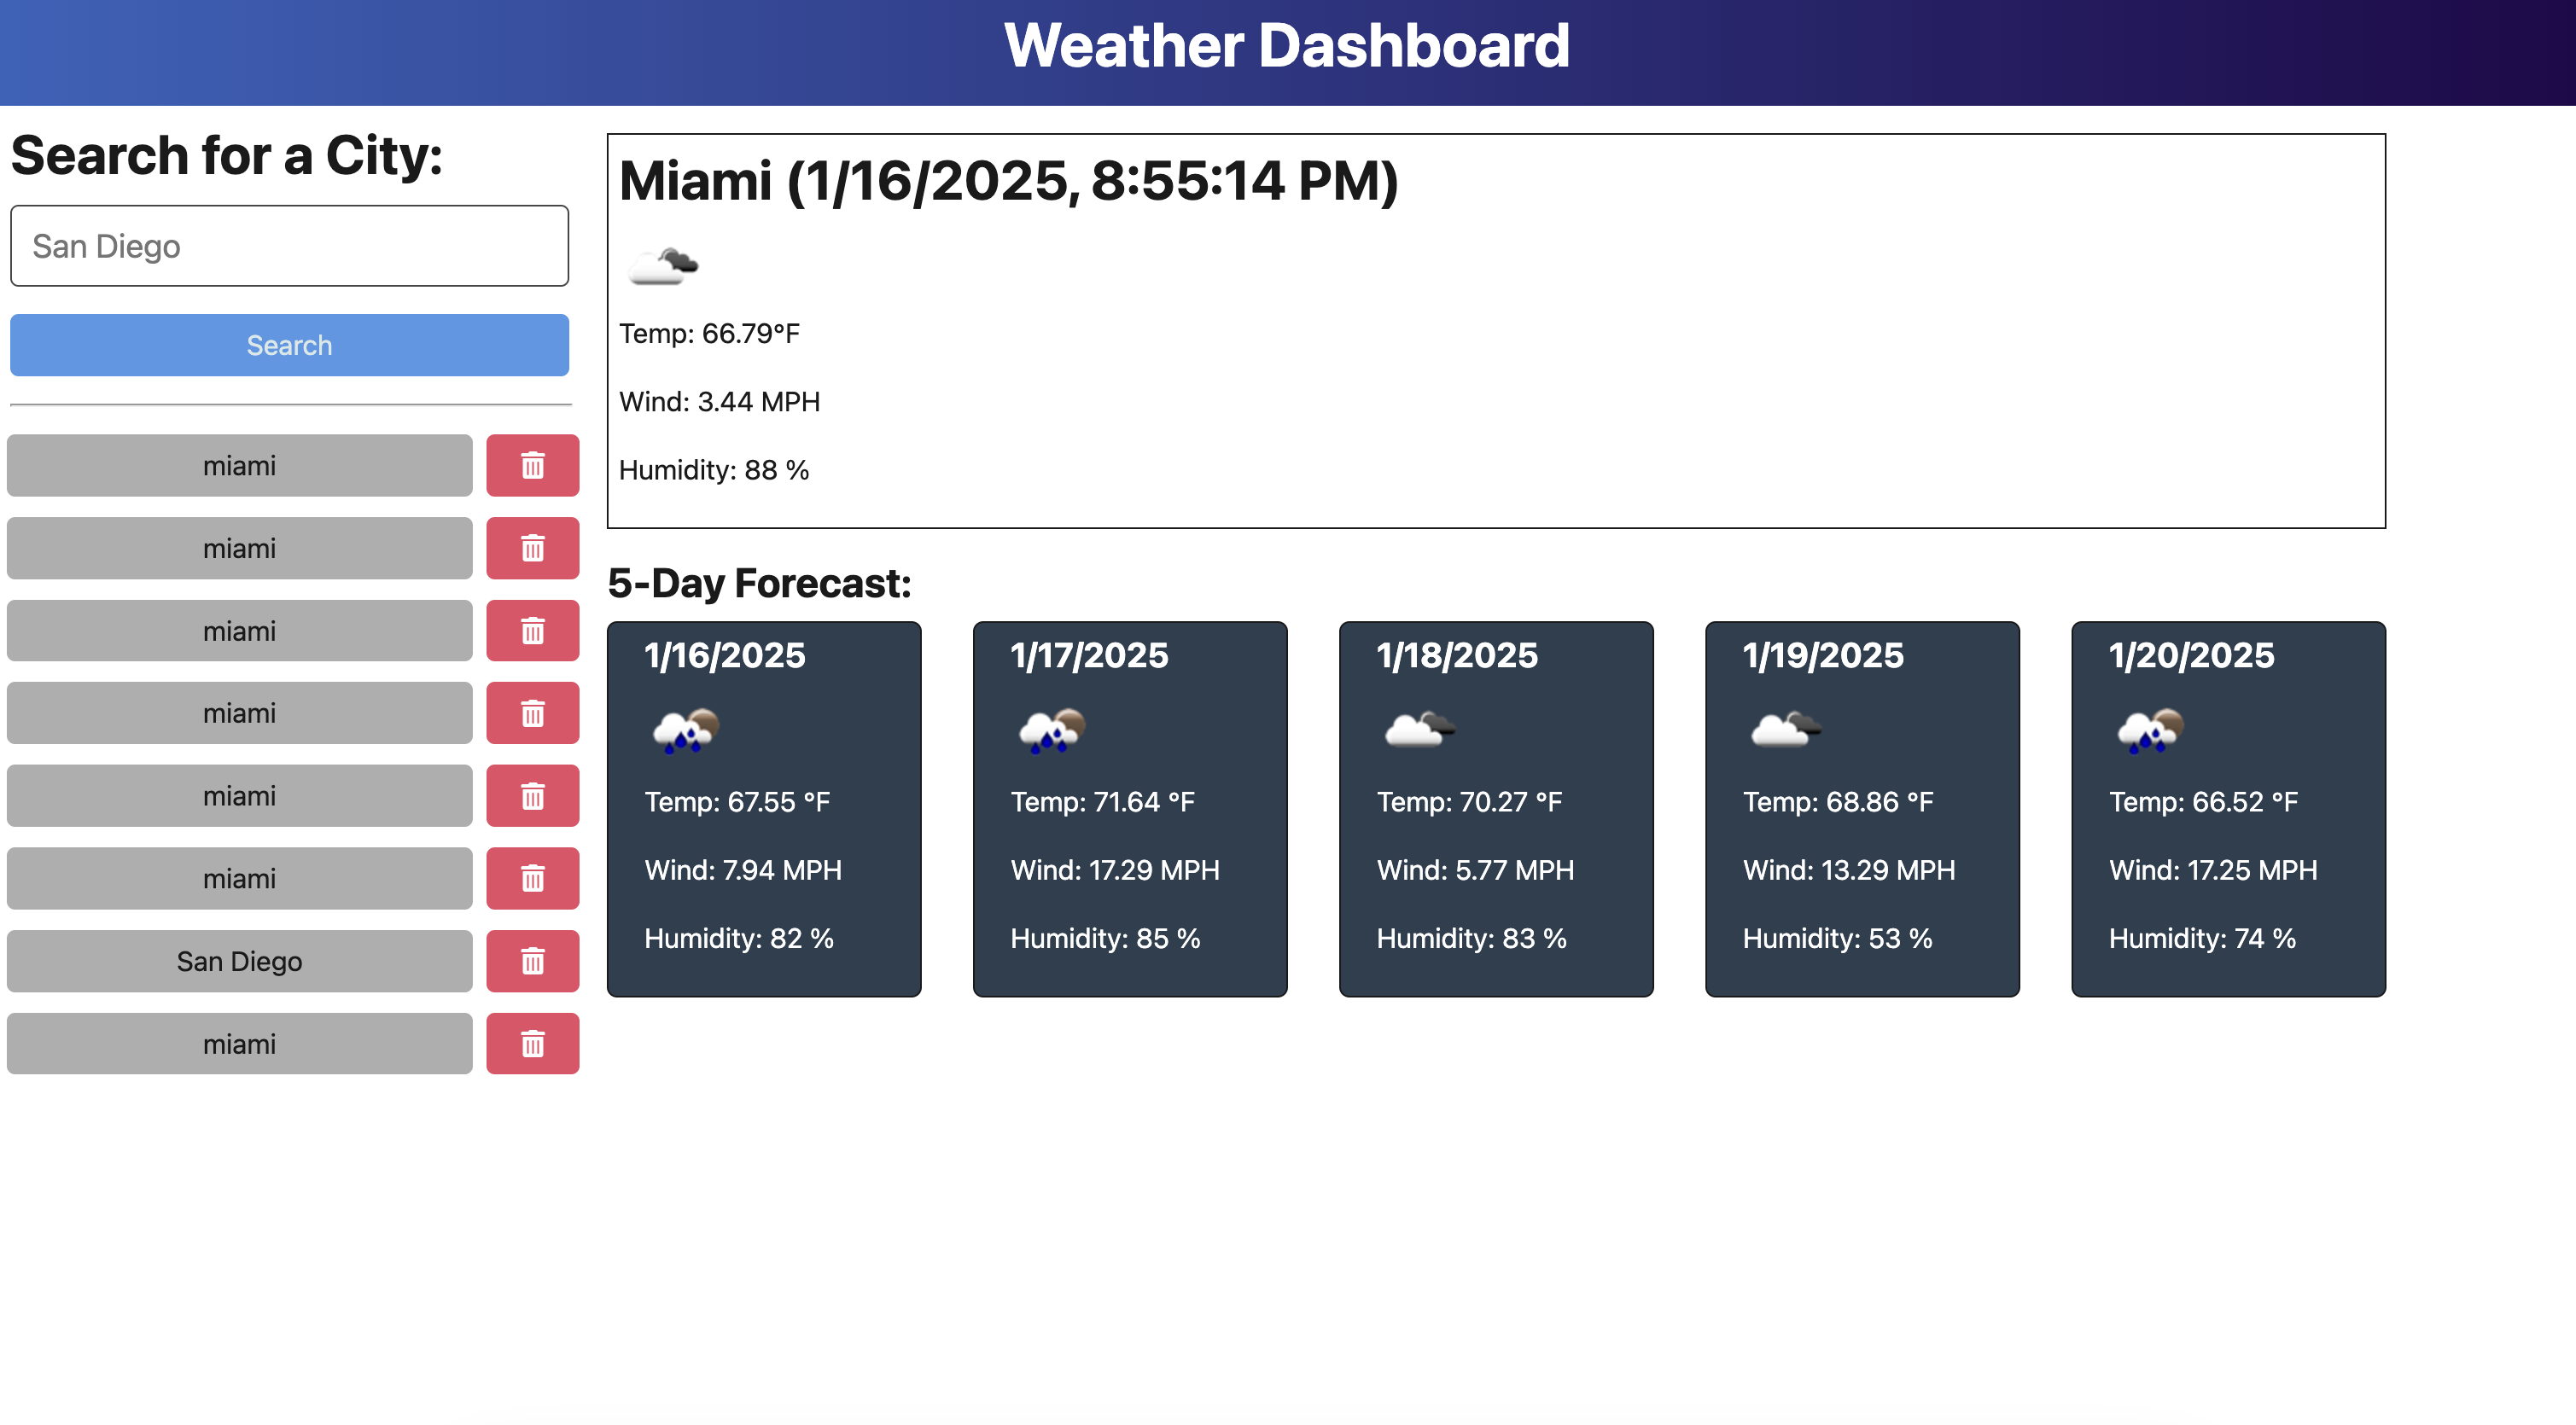 Weather Dashboard
Search for a City:
San Diego
Search
miami
miami
miami
miami
miami
miami
San Diego
miami
Miami (1/16/2025, 8:55:14 PM)
Temp: 66.79°F
Wind: 3.44 MPH
Humidity: 88 %
5-Day Forecast:
1/16/2025
Temp: 67.55 °F
Wind: 7.94 MPH
Humidity: 82 %
1/17/2025
Temp: 71.64 °F
Wind: 17.29 MPH
Humidity: 85 %
1/18/2025
Temp: 70.27 °F
Wind: 5.77 MPH
Humidity: 83 %
1/19/2025
Temp: 68.86 °F
Wind: 13.29 MPH
Humidity: 53 %
1/20/2025
Temp: 66.52 °F
Wind: 17.25 MPH
Humidity: 74 %